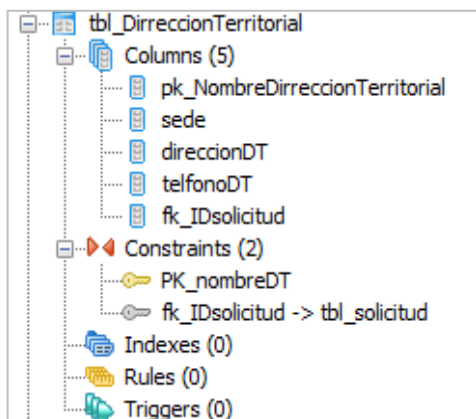 tbl_DirreccionTerritorial
Columns (5)
pk_NombreDirreccionTerritorial
sede
direccionDT
telfonoDT
fk_IDsolicitud
Constraints (2)
PK_nombreDT
fk_IDsolicitud -> tbl_solicitud
Indexes (0)
Rules (0)
Triggers (0)